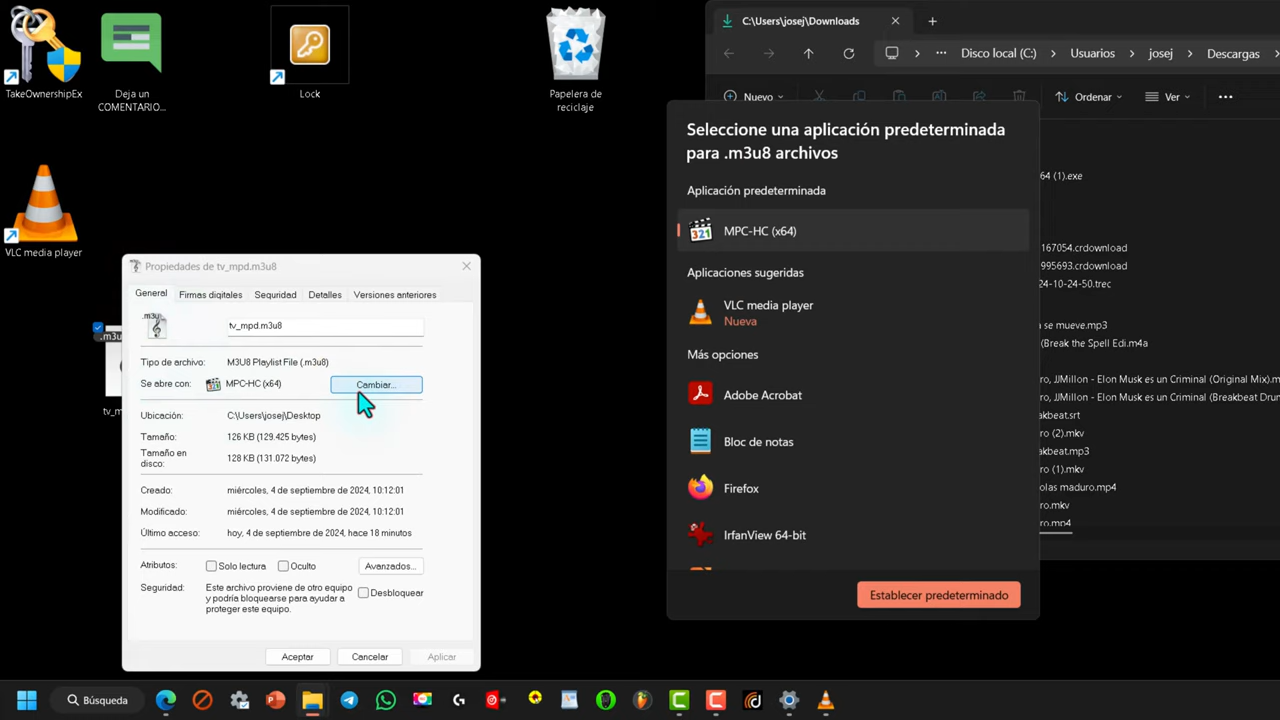 TakeOwnershipEx
Deja un
COMENTARIO...
Lock
Papelera de
reciclaje
VLC media player
C:\Users\josej\Downloads
Disco local (C:)
Usuarios
josej
Descargas
Nuevo
Ordenar
Ver
Seleccione una aplicación predeterminada
para .m3u8 archivos
Aplicación predeterminada
321
MPC-HC (x64)
Aplicaciones sugeridas
VLC media player
Nueva
Más opciones
Adobe Acrobat
Bloc de notas
Firefox
IrfanView 64-bit
Establecer predeterminado
64 (1).exe
167054.crdownload
995693.crdownload
10-24-50.trec
a se mueve.mp3
(Break the Spell Edi.m4a
o, JJMillon - Elon Musk es un Criminal (Original Mix).m
o, JJMillon - Elon Musk es un Criminal (Breakbeat Drur
kbeat.srt
ro (2).mkv
akbeat.mp3
ro (1).mkv
olas maduro.mp4
ro.mkv
ro.mp4
.m3u
tv_m
Propiedades de tv_mpd.m3u8
General
Firmas digitales
Seguridad
Detalles
Versiones anteriores
.m3u
tv_mpd.m3u8
Tipo de archivo: M3U8 Playlist File (.m3u8)
Se abre con: MPC-HC (x64) Cambiar...
Ubicación: C:\Users\josej\Desktop
Tamaño: 126 KB (129.425 bytes)
Tamaño en
disco: 128 KB (131.072 bytes)
Creado: miércoles, 4 de septiembre de 2024, 10:12:01
Modificado: miércoles, 4 de septiembre de 2024, 10:12:01
Último acceso: hoy, 4 de septiembre de 2024, hace 18 minutos
Atributos: Solo lectura Oculto Avanzados...
Seguridad: Este archivo proviene de otro equipo
y podría bloquearse para ayudar a
proteger este equipo.
Desbloquear
Aceptar
Cancelar
Aplicar
Búsqueda